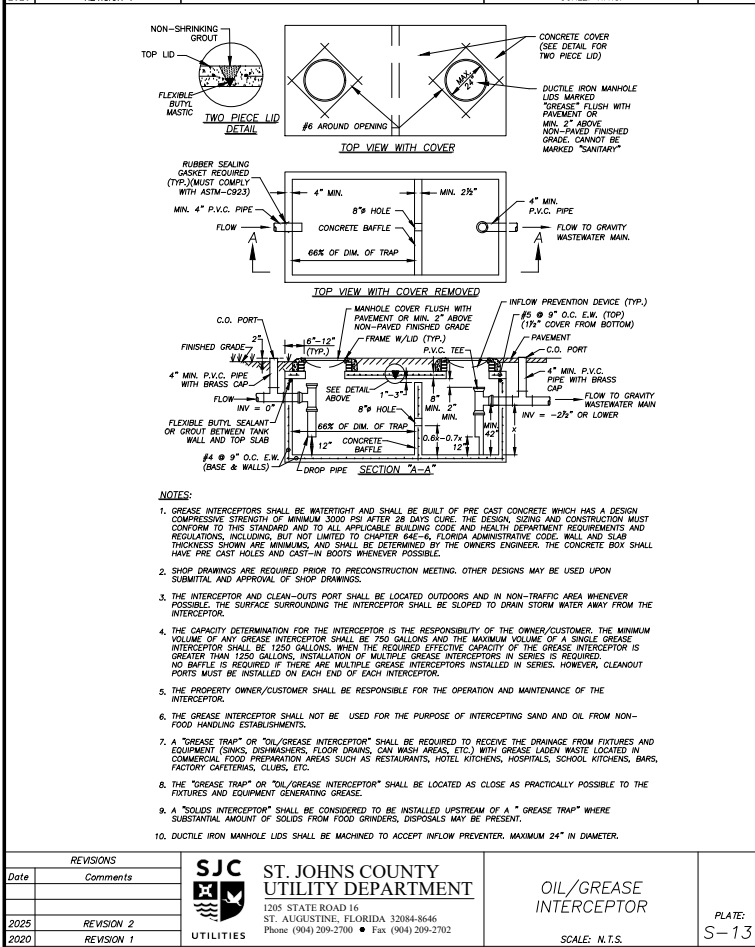 NON-SHRINKING
GROUT
TOP LID
FLEXIBLE
BUTYL
MASTIC
TWO PIECE LID
DETAIL
CONCRETE COVER
(SEE DETAIL FOR
TWO PIECE LID)
MAX.
24"
DUCTILE IRON MANHOLE
LIDS MARKED
"GREASE" FLUSH WITH
PAVEMENT OR
MIN. 2" ABOVE
NON-PAVED FINISHED
GRADE. CANNOT BE
MARKED "SANITARY"
#6 AROUND OPENING
TOP VIEW WITH COVER
RUBBER SEALING
GASKET REQUIRED
(TYP.)(MUST COMPLY
WITH ASTM-C923)
4" MIN.
MIN. 2½"
MIN. 4" P.V.C. PIPE
8"ø HOLE
4" MIN.
P.V.C. PIPE
FLOW
CONCRETE BAFFLE
FLOW TO GRAVITY
WASTEWATER MAIN.
A
66% OF DIM. OF TRAP
A
TOP VIEW WITH COVER REMOVED
C.O. PORT
MANHOLE COVER FLUSH WITH
PAVEMENT OR MIN. 2" ABOVE
NON-PAVED FINISHED GRADE
INFLOW PREVENTION DEVICE (TYP.)
#5 @ 9" O.C. E.W. (TOP)
(1½" COVER FROM BOTTOM)
FINISHED GRADE
2"
6"-12"
(TYP.)
FRAME W/LID (TYP.)
P.V.C. TEE
PAVEMENT
C.O. PORT
4" MIN. P.V.C. PIPE
WITH BRASS
CAP
SEE DETAIL
ABOVE
1"-3"
8"
MIN.
2"
MIN.
4" MIN. P.V.C.
PIPE WITH BRASS
CAP
FLOW
INV = 0"
8"ø HOLE
FLOW TO GRAVITY
WASTEWATER MAIN
INV = -2½" OR LOWER
FLEXIBLE BUTYL SEALANT
OR GROUT BETWEEN TANK
WALL AND TOP SLAB
66% OF DIM. OF TRAP
CONCRETE
BAFFLE
12"
0.6x-0.7x
12"
MIN.
42"
x
#4 @ 9" O.C. E.W.
(BASE & WALLS)
DROP PIPE
SECTION "A-A"
NOTES:
1. GREASE INTERCEPTORS SHALL BE WATERTIGHT AND SHALL BE BUILT OF PRE CAST CONCRETE WHICH HAS A DESIGN
COMPRESSIVE STRENGTH OF MINIMUM 3000 PSI AFTER 28 DAYS CURE. THE DESIGN, SIZING AND CONSTRUCTION MUST
CONFORM TO THIS STANDARD AND TO ALL APPLICABLE BUILDING CODE AND HEALTH DEPARTMENT REQUIREMENTS AND
REGULATIONS, INCLUDING, BUT NOT LIMITED TO CHAPTER 64E-6, FLORIDA ADMINISTRATIVE CODE. WALL AND SLAB
THICKNESS SHOWN ARE MINIMUMS, AND SHALL BE DETERMINED BY THE OWNERS ENGINEER. THE CONCRETE BOX SHALL
HAVE PRE CAST HOLES AND CAST-IN BOOTS WHENEVER POSSIBLE.
2. SHOP DRAWINGS ARE REQUIRED PRIOR TO PRECONSTRUCTION MEETING. OTHER DESIGNS MAY BE USED UPON
SUBMITTAL AND APPROVAL OF SHOP DRAWINGS.
3. THE INTERCEPTOR AND CLEAN-OUTS PORT SHALL BE LOCATED OUTDOORS AND IN NON-TRAFFIC AREA WHENEVER
POSSIBLE. THE SURFACE SURROUNDING THE INTERCEPTOR SHALL BE SLOPED TO DRAIN STORM WATER AWAY FROM THE
INTERCEPTOR.
4. THE CAPACITY DETERMINATION FOR THE INTERCEPTOR IS THE RESPONSIBILITY OF THE OWNER/CUSTOMER. THE MINIMUM
VOLUME OF ANY GREASE INTERCEPTOR SHALL BE 750 GALLONS AND THE MAXIMUM VOLUME OF A SINGLE GREASE
INTERCEPTOR SHALL BE 1250 GALLONS. WHEN THE REQUIRED EFFECTIVE CAPACITY OF THE GREASE INTERCEPTOR IS
GREATER THAN 1250 GALLONS, INSTALLATION OF MULTIPLE GREASE INTERCEPTORS IN SERIES IS REQUIRED.
NO BAFFLE IS REQUIRED IF THERE ARE MULTIPLE GREASE INTERCEPTORS INSTALLED IN SERIES. HOWEVER, CLEANOUT
PORTS MUST BE INSTALLED ON EACH END OF EACH INTERCEPTOR.
5. THE PROPERTY OWNER/CUSTOMER SHALL BE RESPONSIBLE FOR THE OPERATION AND MAINTENANCE OF THE
INTERCEPTOR.
6. THE GREASE INTERCEPTOR SHALL NOT BE USED FOR THE PURPOSE OF INTERCEPTING SAND AND OIL FROM NON-
FOOD HANDLING ESTABLISHMENTS.
7. A "GREASE TRAP" OR "OIL/GREASE INTERCEPTOR" SHALL BE REQUIRED TO RECEIVE THE DRAINAGE FROM FIXTURES AND
EQUIPMENT (SINKS, DISHWASHERS, FLOOR DRAINS, CAN WASH AREAS, ETC.) WITH GREASE LADEN WASTE LOCATED IN
COMMERCIAL FOOD PREPARATION AREAS SUCH AS RESTAURANTS, HOTEL KITCHENS, HOSPITALS, SCHOOL KITCHENS, BARS,
FACTORY CAFETERIAS, CLUBS, ETC.
8. THE "GREASE TRAP" OR "OIL/GREASE INTERCEPTOR" SHALL BE LOCATED AS CLOSE AS PRACTICALLY POSSIBLE TO THE
FIXTURES AND EQUIPMENT GENERATING GREASE.
9. A "SOLIDS INTERCEPTOR" SHALL BE CONSIDERED TO BE INSTALLED UPSTREAM OF A " GREASE TRAP" WHERE
SUBSTANTIAL AMOUNT OF SOLIDS FROM FOOD GRINDERS, DISPOSALS MAY BE PRESENT.
10. DUCTILE IRON MANHOLE LIDS SHALL BE MACHINED TO ACCEPT INFLOW PREVENTER. MAXIMUM 24" IN DIAMETER.
REVISIONS
Date Comments
2025 REVISION 2
2020 REVISION 1
SJC
UTILITIES
ST. JOHNS COUNTY
UTILITY DEPARTMENT
1205 STATE ROAD 16
ST. AUGUSTINE, FLORIDA 32084-8646
Phone (904) 209-2700 ● Fax (904) 209-2702
OIL/GREASE
INTERCEPTOR
SCALE: N.T.S.
PLATE:
S-13